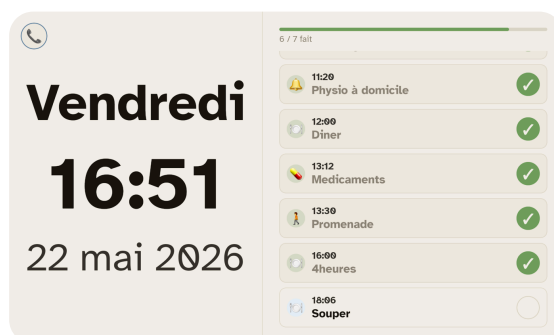 Vendredi
16:51
22 mai 2026
6 / 7 fait
11:20
Physio à domicile
12:00
Diner
13:12
Medicaments
13:30
Promenade
16:00
4heures
18:06
Souper